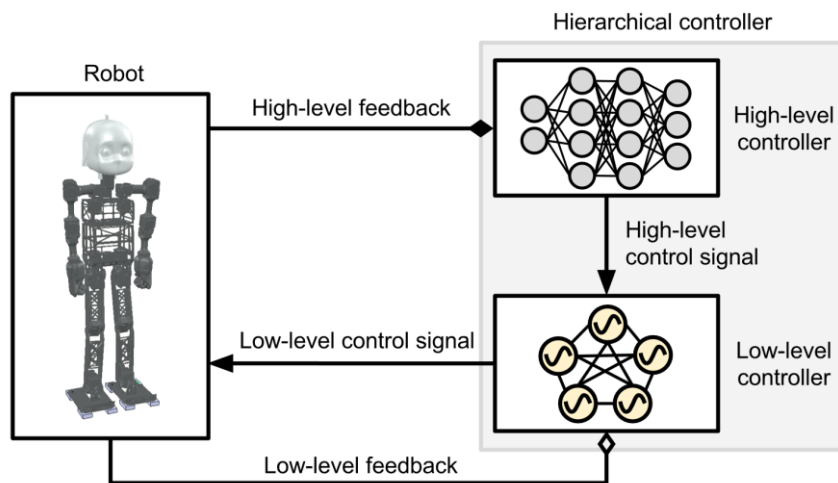 Hierarchical controller
Robot
High-level feedback
High-level
controller
High-level
control signal
Low-level control signal
Low-level
controller
Low-level feedback